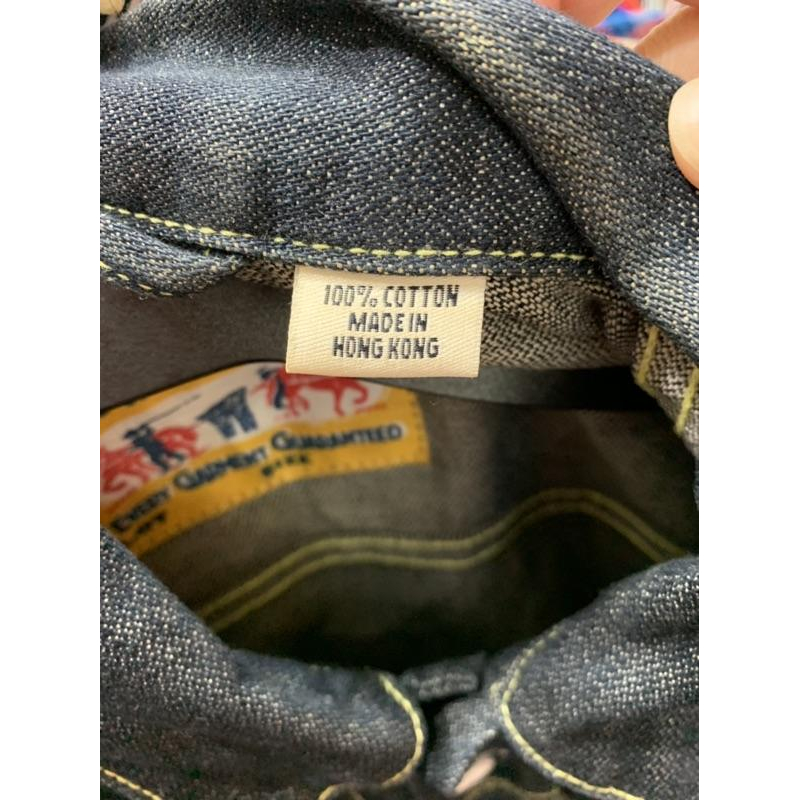 100% COTTON
MADE IN
HONG KONG
EVERY GARMENT GUARANTEED